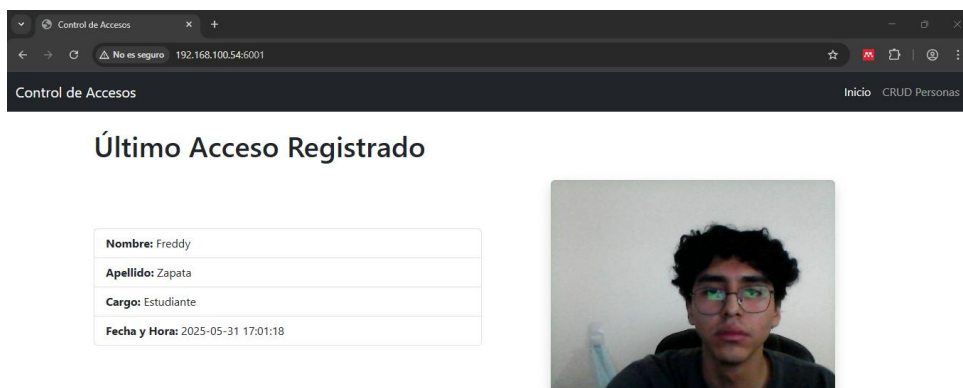 Control de Accesos
No es seguro 192.168.100.54:6001
Control de Accesos Inicio CRUD Personas
Último Acceso Registrado
Nombre: Freddy
Apellido: Zapata
Cargo: Estudiante
Fecha y Hora: 2025-05-31 17:01:18